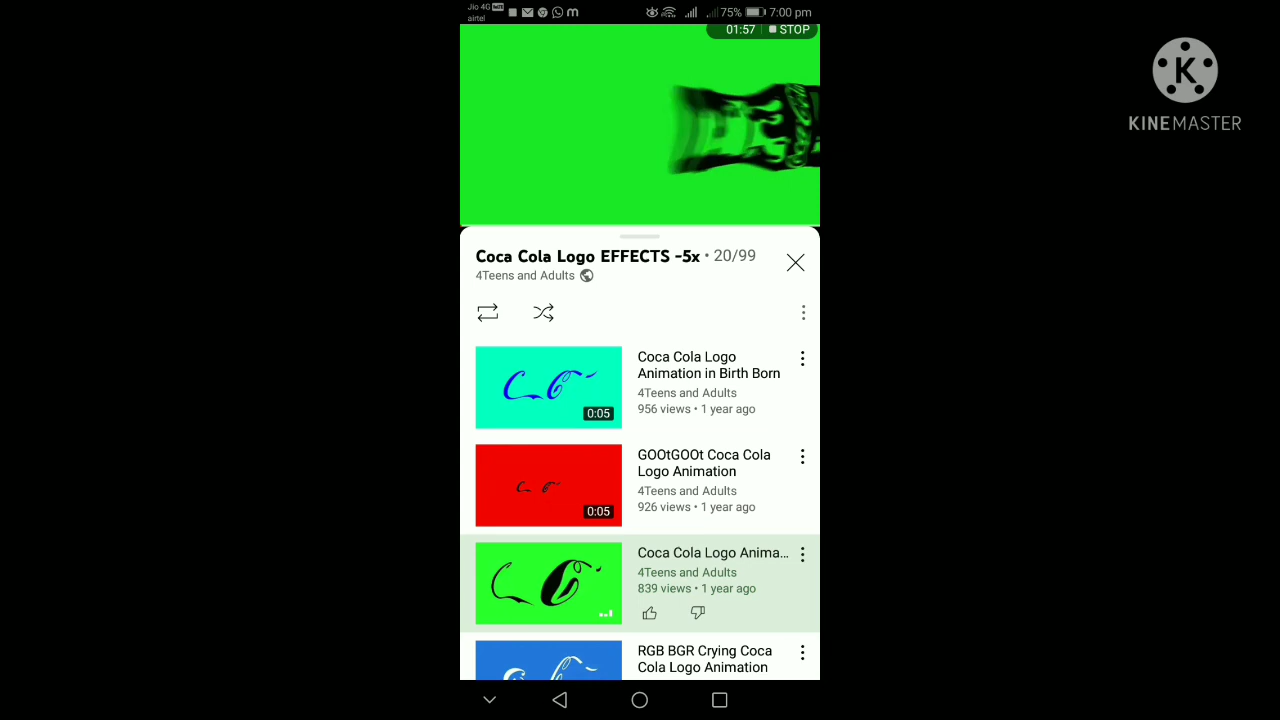 Jio 4G
airtel
75% 7:00 pm
01:57 STOP
K
KINEMASTER
Coca Cola Logo EFFECTS -5x • 20/99
4Teens and Adults
Coca Cola Logo
Animation in Birth Born
4Teens and Adults
956 views • 1 year ago
0:05
GOOtGOOt Coca Cola
Logo Animation
4Teens and Adults
926 views • 1 year ago
0:05
Coca Cola Logo Anima...
4Teens and Adults
839 views • 1 year ago
RGB BGR Crying Coca
Cola Logo Animation